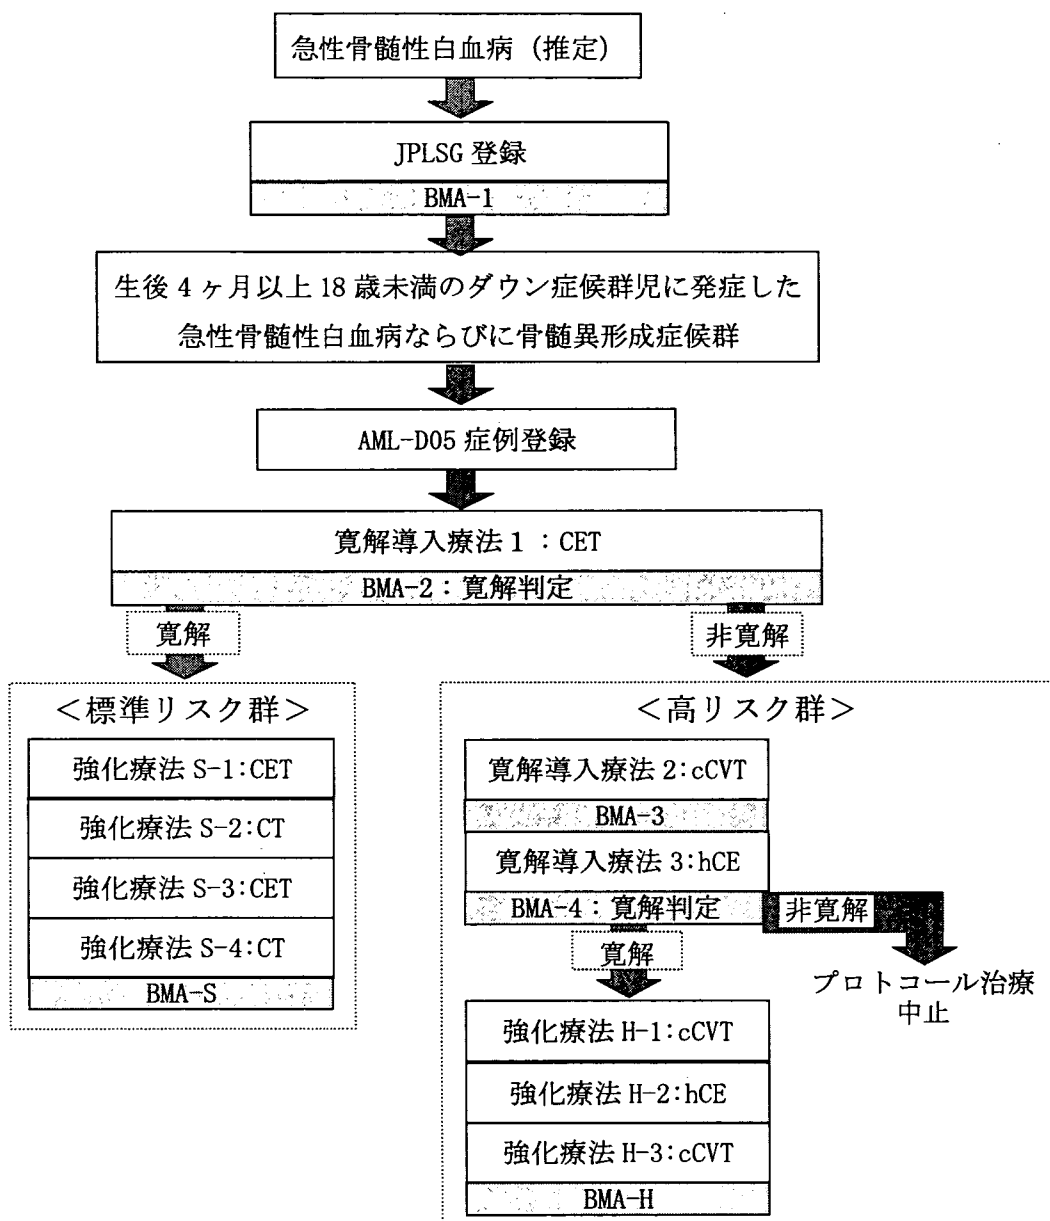 急性骨髄性白血病（推定）
JPLSG 登録
BMA-1
生後 4 ヶ月以上 18 歳未満のダウン症候群児に発症した
急性骨髄性白血病ならびに骨髄異形成症候群
AML-D05 症例登録
寛解導入療法 1 ：CET
BMA-2：寛解判定
寛解
非寛解
＜標準リスク群＞
強化療法 S-1:CET
強化療法 S-2:CT
強化療法 S-3:CET
強化療法 S-4:CT
BMA-S
＜高リスク群＞
寛解導入療法 2:cCVT
BMA-3
寛解導入療法 3:hCE
BMA-4：寛解判定
非寛解
寛解
プロトコール治療
中止
強化療法 H-1:cCVT
強化療法 H-2:hCE
強化療法 H-3:cCVT
BMA-H